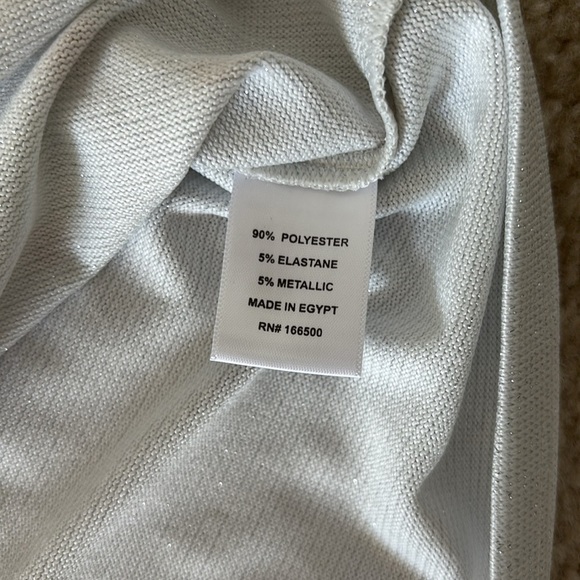 90% POLYESTER
5% ELASTANE
5% METALLIC
MADE IN EGYPT
RN# 166500